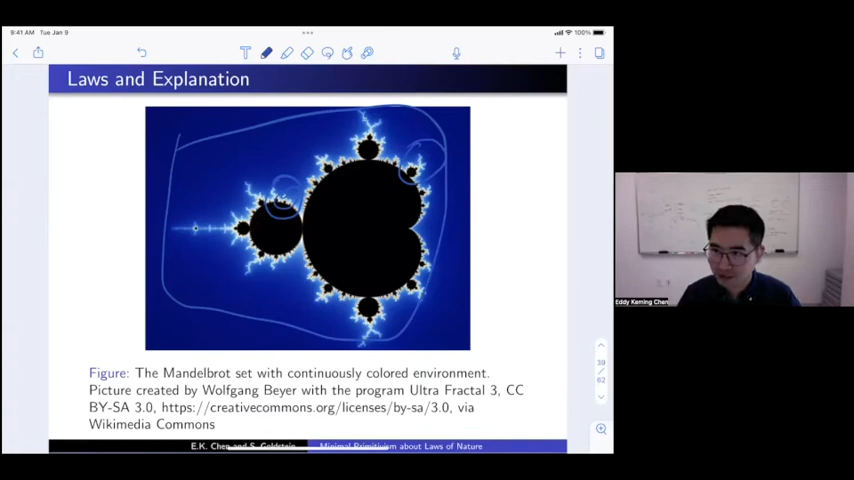 9:41 AM Tue Jan 9
100%
Laws and Explanation
Figure: The Mandelbrot set with continuously colored environment.
Picture created by Wolfgang Beyer with the program Ultra Fractal 3, CC
BY-SA 3.0, https://creativecommons.org/licenses/by-sa/3.0, via
Wikimedia Commons
39
/
62
E.K. Chen and S. Goldstein
Minimal Primitivism about Laws of Nature
Eddy Keming Chen